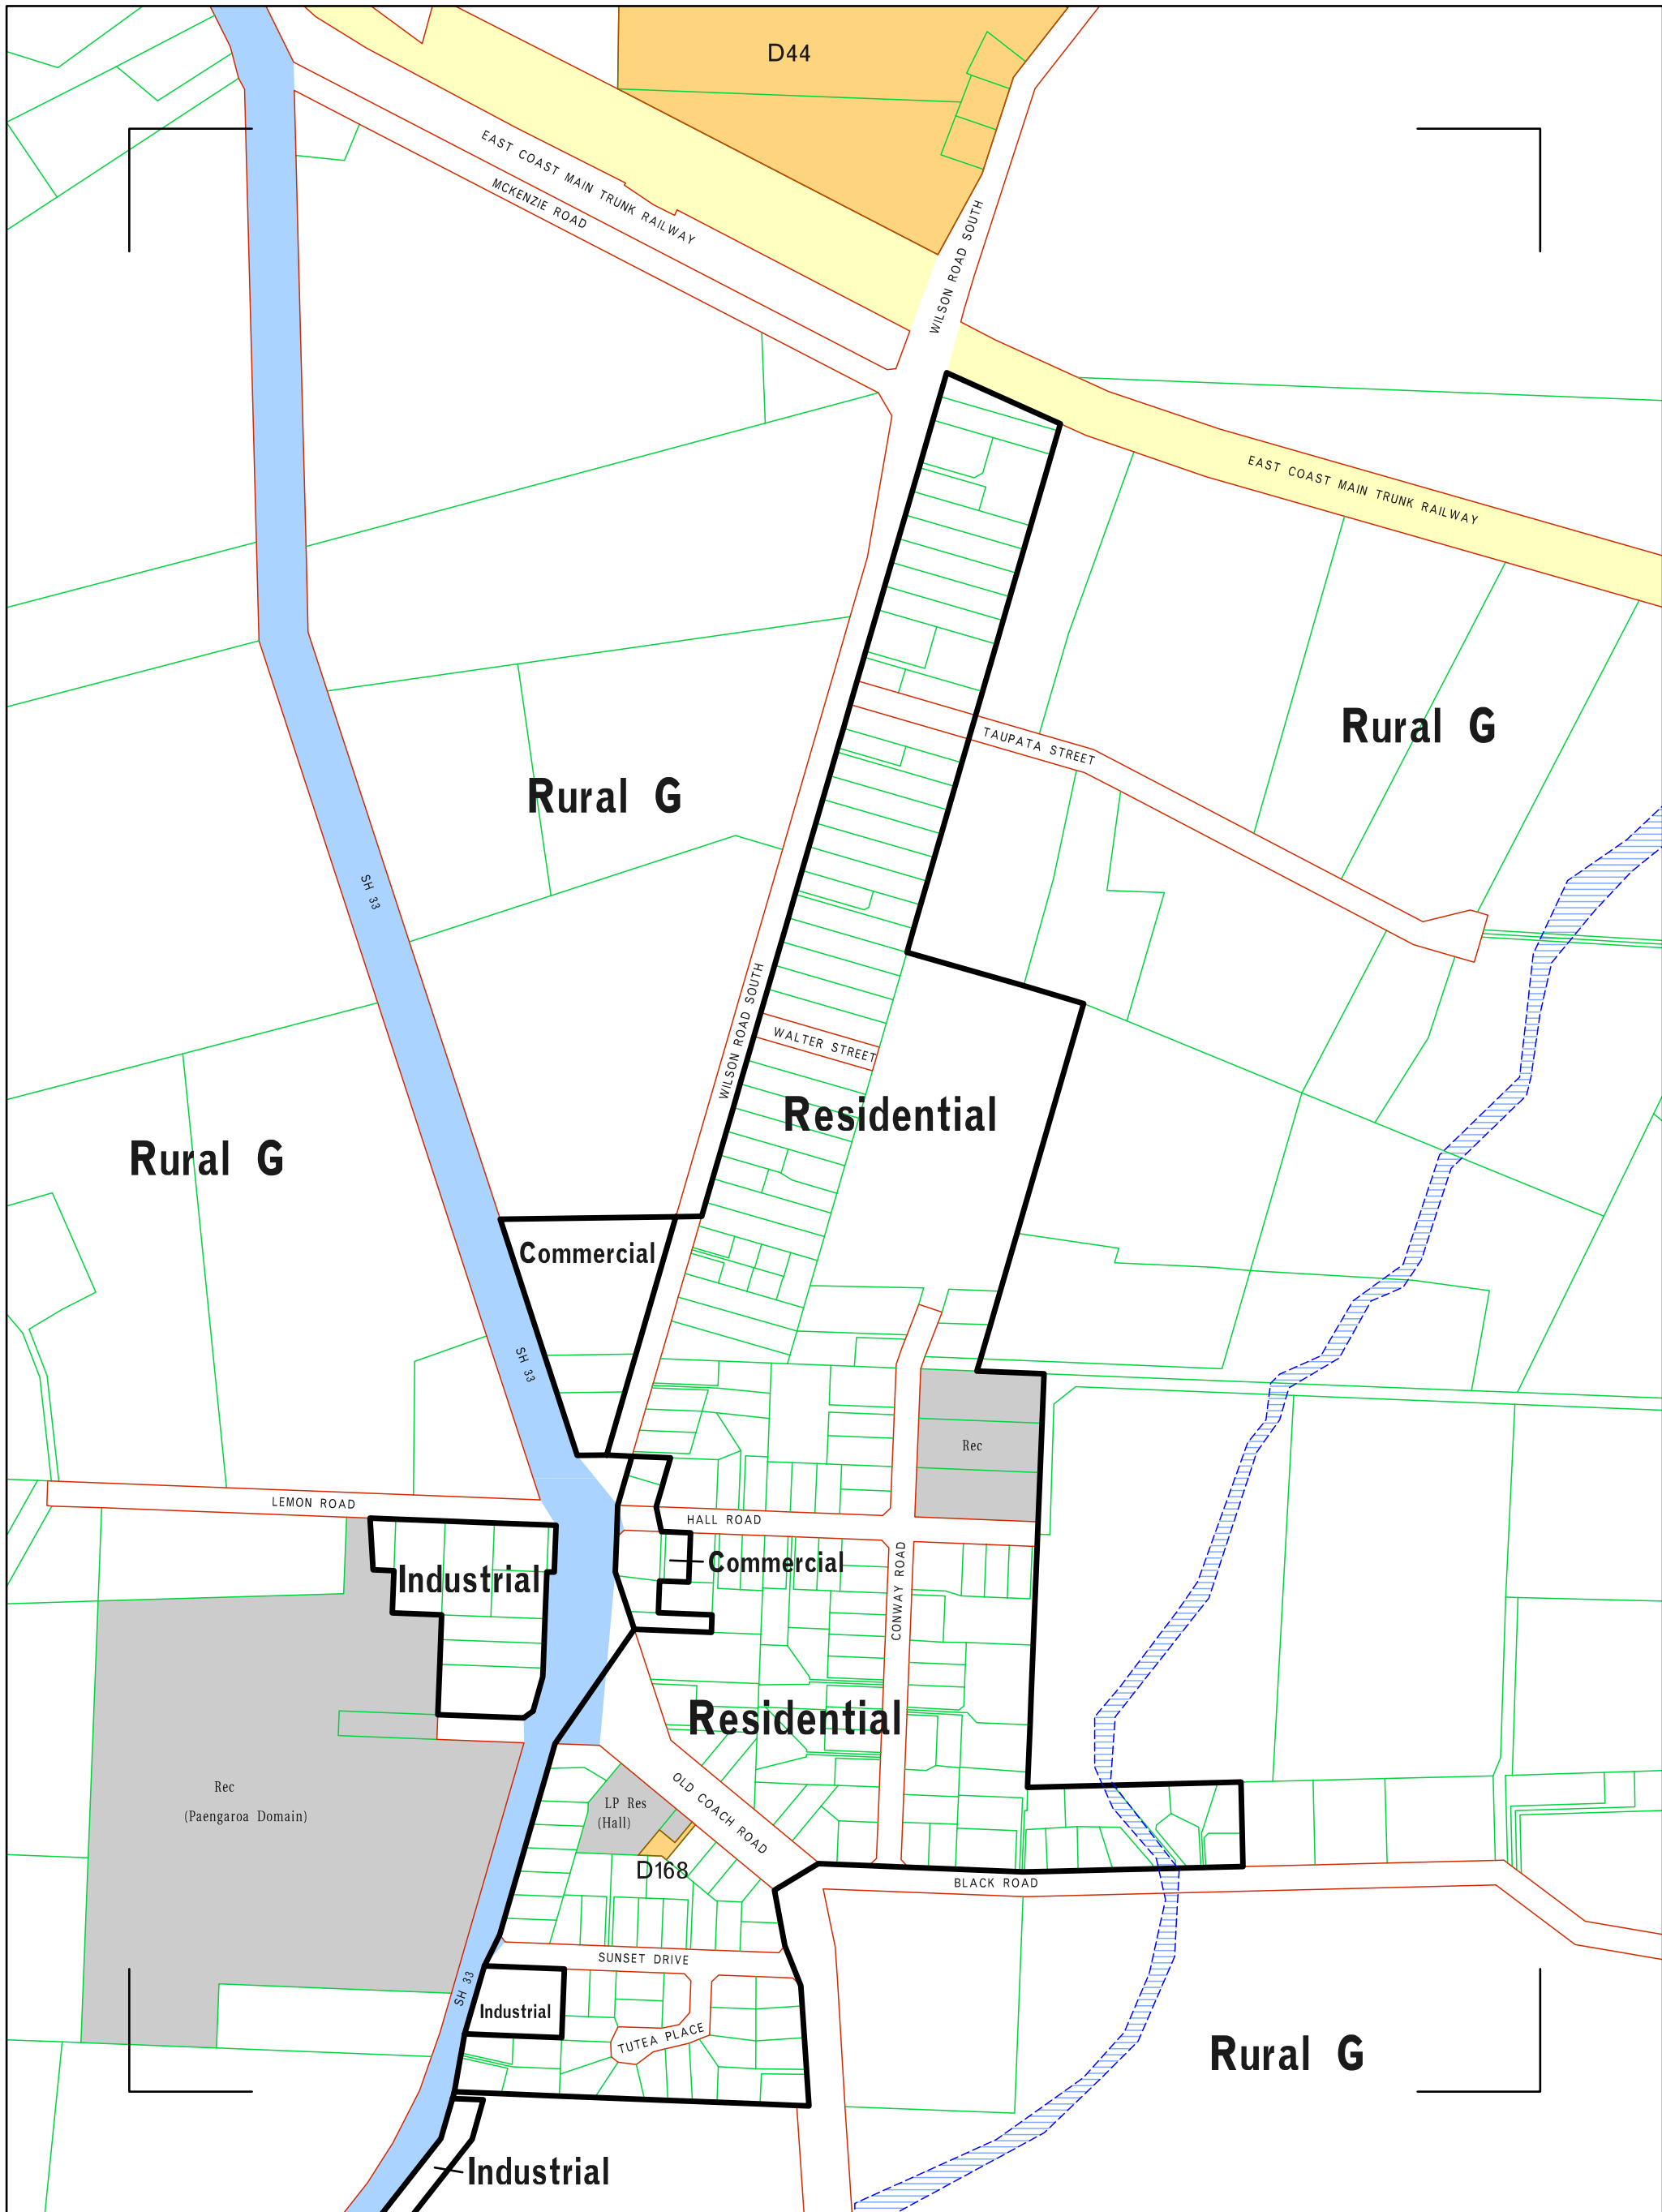 D44
EAST COAST MAIN TRUNK RAILWAY
MCKENZIE ROAD
WILSON ROAD SOUTH
EAST COAST MAIN TRUNK RAILWAY
Rural G
TAUPATA STREET
Rural G
SH 33
WILSON ROAD SOUTH
WALTER STREET
Residential
Rural G
Commercial
SH 33
Rec
LEMON ROAD
HALL ROAD
Commercial
Industrial
CONWAY ROAD
Residential
Rec
(Paengaroa Domain)
LP Res
(Hall)
OLD COACH ROAD
D168
BLACK ROAD
SUNSET DRIVE
SH 33
Industrial
TUTEA PLACE
Rural G
Industrial